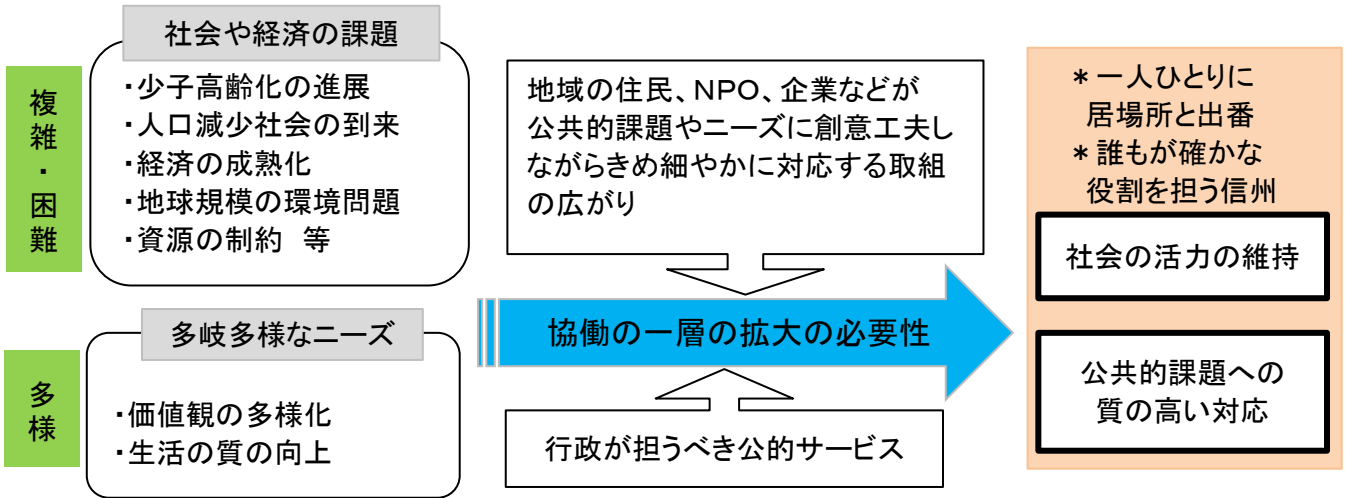 社会や経済の課題
複雑・困難
・少子高齢化の進展
・人口減少社会の到来
・経済の成熟化
・地球規模の環境問題
・資源の制約　等
多岐多様なニーズ
多様
・価値観の多様化
・生活の質の向上
地域の住民、ＮＰＯ、企業などが
公共的課題やニーズに創意工夫し
ながらきめ細やかに対応する取組
の広がり
協働の一層の拡大の必要性
行政が担うべき公的サービス
＊一人ひとりに
居場所と出番
＊誰もが確かな
役割を担う信州
社会の活力の維持
公共的課題への
質の高い対応